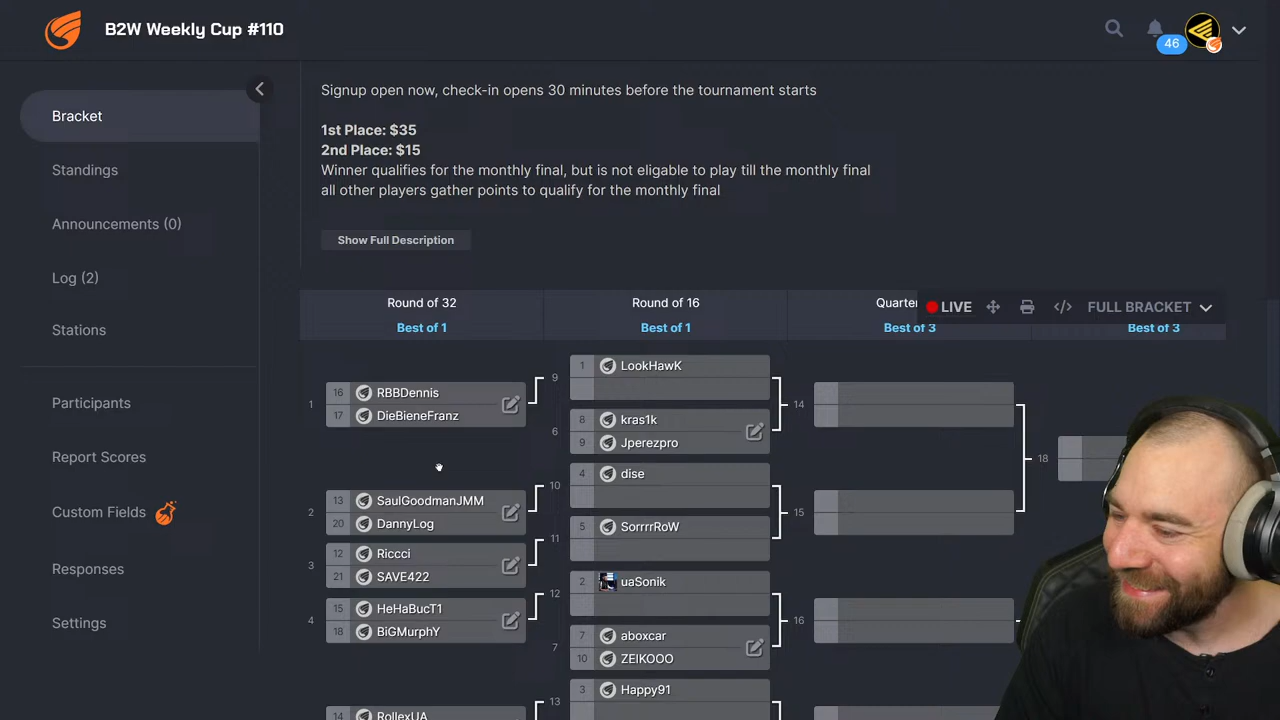 B2W Weekly Cup #110
46
Bracket
Standings
Announcements (0)
Log (2)
Stations
Participants
Report Scores
Custom Fields
Responses
Settings
Signup open now, check-in opens 30 minutes before the tournament starts
1st Place: $35
2nd Place: $15
Winner qualifies for the monthly final, but is not eligable to play till the monthly final
all other players gather points to qualify for the monthly final
Show Full Description
Round of 32
Best of 1
Round of 16
Best of 1
Quarter
Best of 3
LIVE
FULL BRACKET
Best of 3
1
16 RBBDennis
17 DieBieneFranz
2
13 SaulGoodmanJMM
20 DannyLog
3
12 Riccci
21 SAVE422
4
15 HeHaBucT1
18 BiGMurphY
14 RollexUA
9
1 LookHawK
6
8 kras1k
9 Jperezpro
10
4 dise
11
5 SorrrRoW
12
2 uaSonik
7
7 aboxcar
10 ZEIKOOO
13
3 Happy91
14
15
16
18